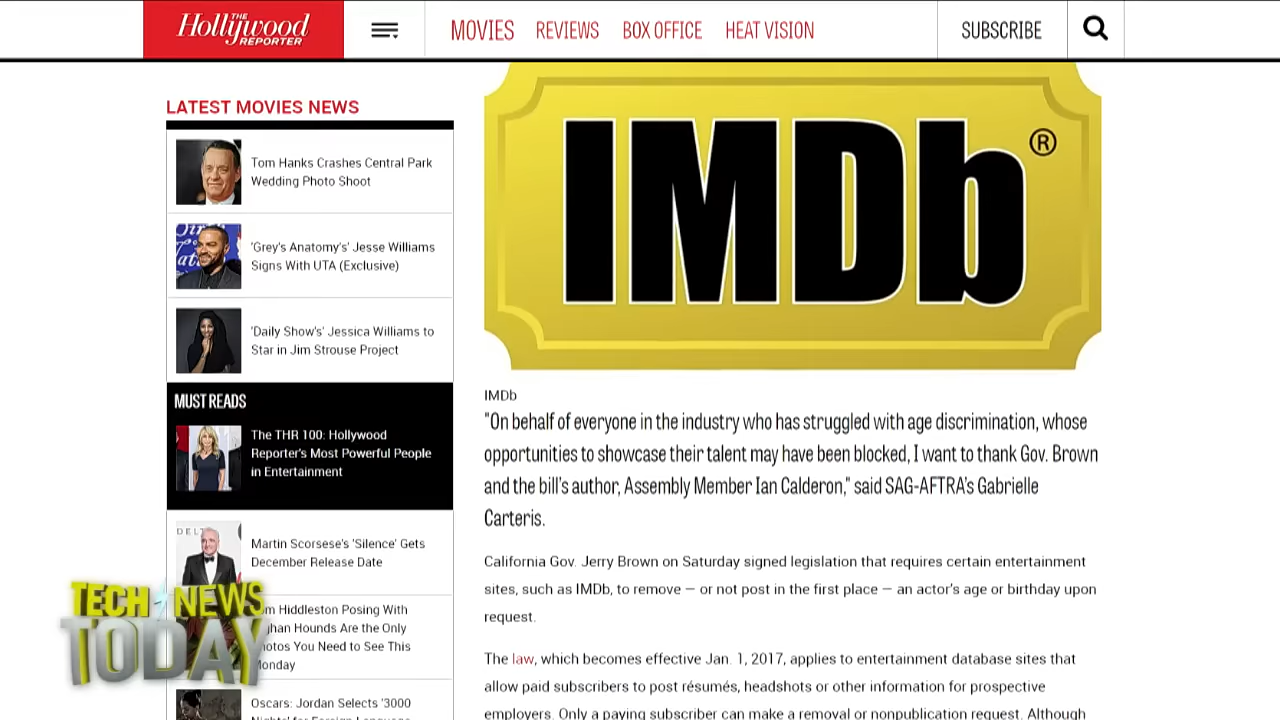 THE
Hollywood
REPORTER
MOVIES REVIEWS BOX OFFICE HEAT VISION SUBSCRIBE
LATEST MOVIES NEWS
Tom Hanks Crashes Central Park
Wedding Photo Shoot
'Grey's Anatomy's' Jesse Williams
Signs With UTA (Exclusive)
'Daily Show's' Jessica Williams to
Star in Jim Strouse Project
MUST READS
The THR 100: Hollywood
Reporter's Most Powerful People
in Entertainment
DELT
Martin Scorsese's 'Silence' Gets
December Release Date
m Hiddleston Posing With
ghan Hounds Are the Only
hotos You Need to See This
Monday
Oscars: Jordan Selects '3000
TECH NEWS
TODAY
IMDb®
IMDb
"On behalf of everyone in the industry who has struggled with age discrimination, whose
opportunities to showcase their talent may have been blocked, I want to thank Gov. Brown
and the bill's author, Assembly Member Ian Calderon," said SAG-AFTRA's Gabrielle
Carteris.
California Gov. Jerry Brown on Saturday signed legislation that requires certain entertainment
sites, such as IMDb, to remove — or not post in the first place — an actor's age or birthday upon
request.
The law, which becomes effective Jan. 1, 2017, applies to entertainment database sites that
allow paid subscribers to post résumés, headshots or other information for prospective
employers. Only a paying subscriber can make a removal or nonpublication request. Although